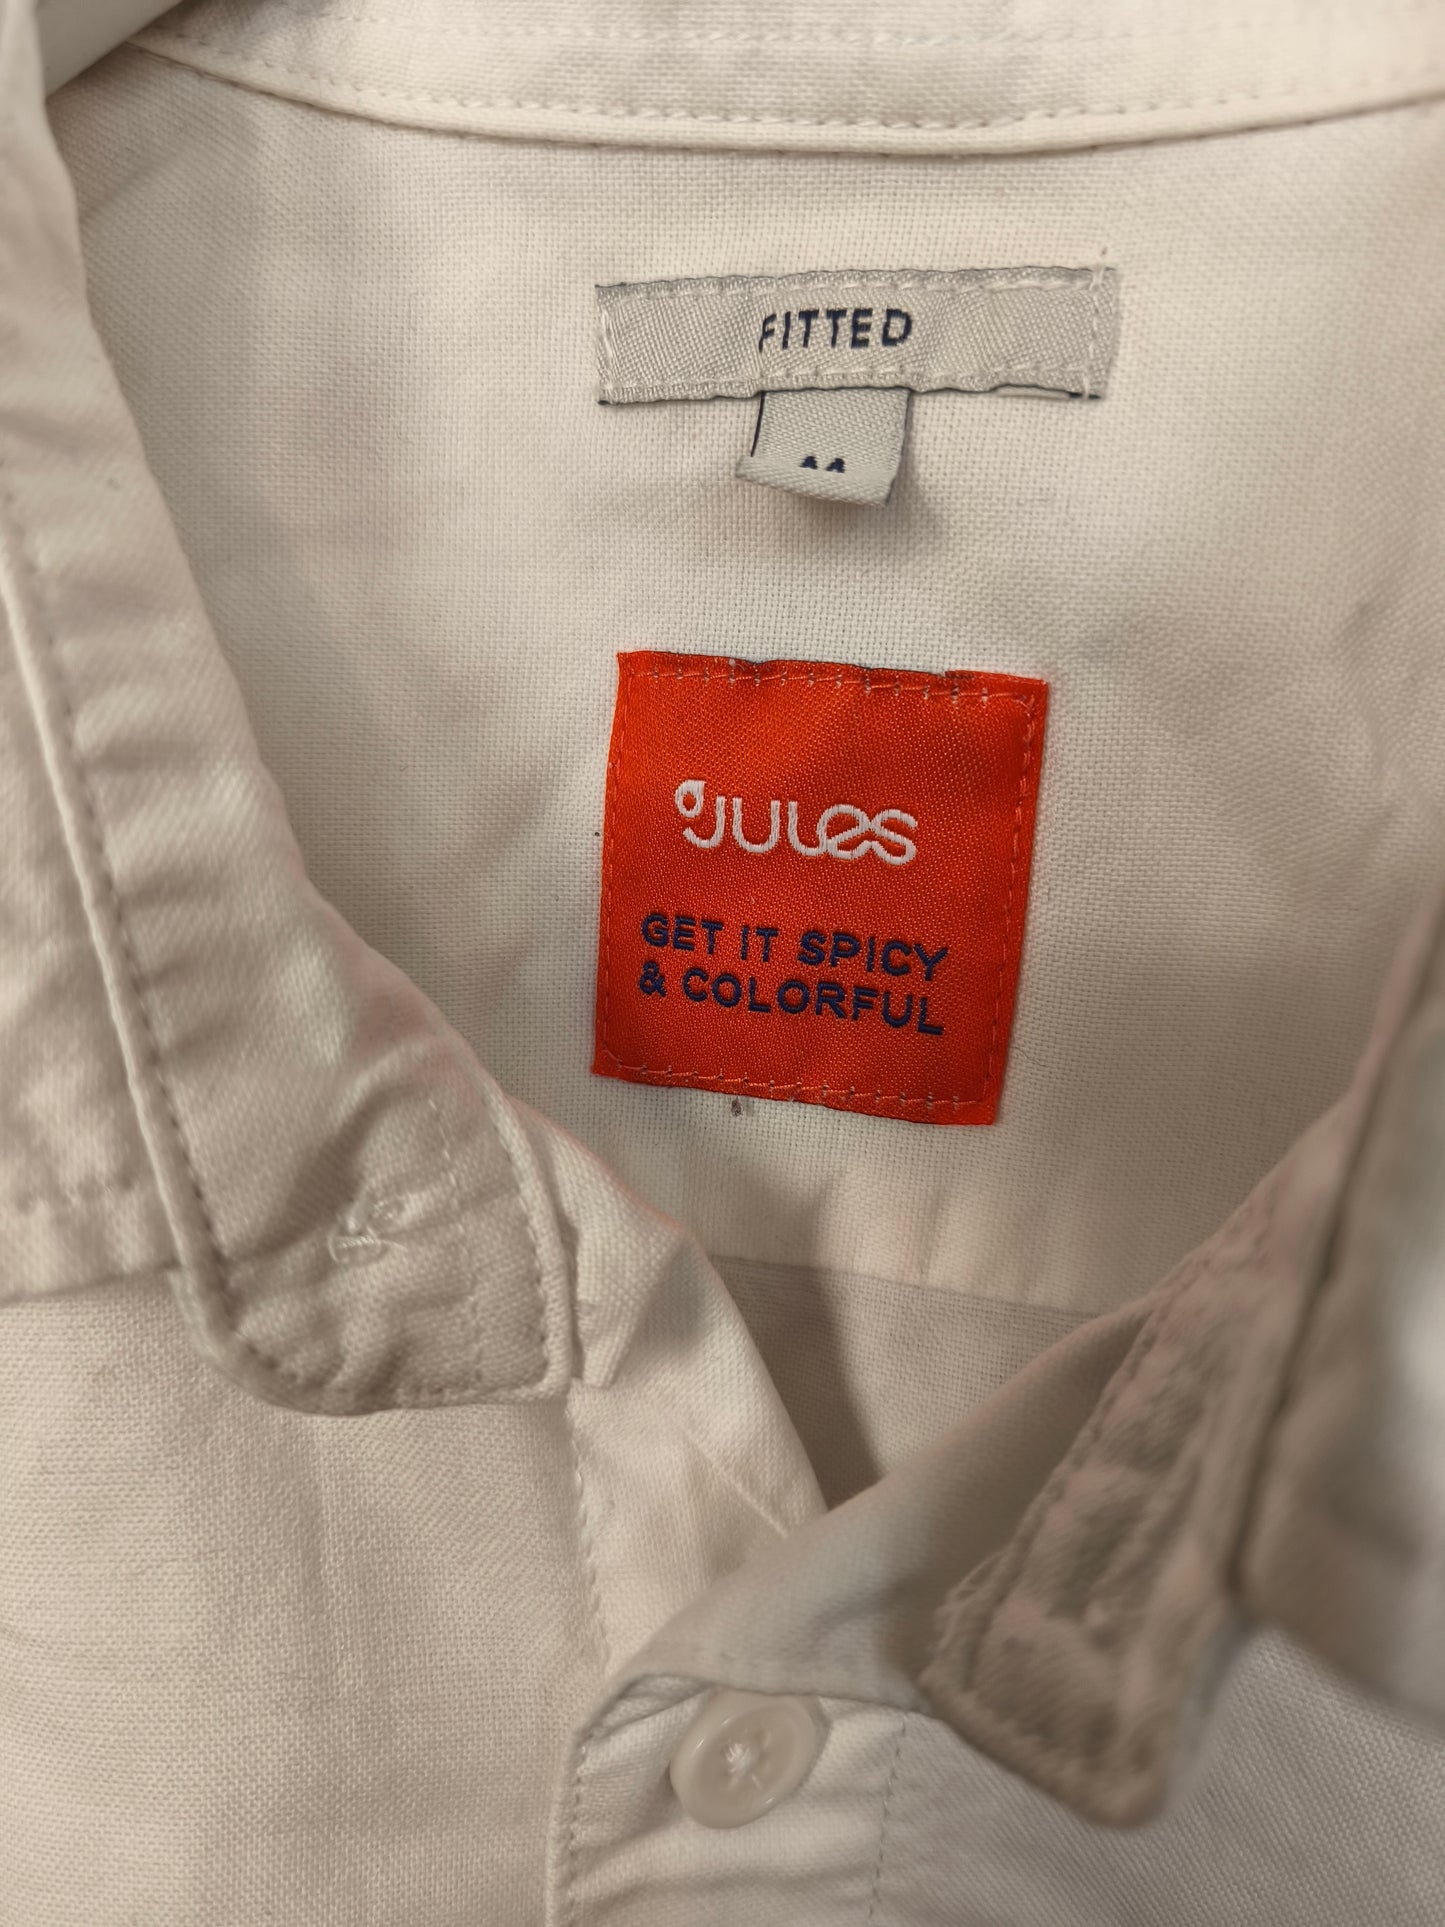 FITTED
M
JULES
GET IT SPICY
& COLORFUL